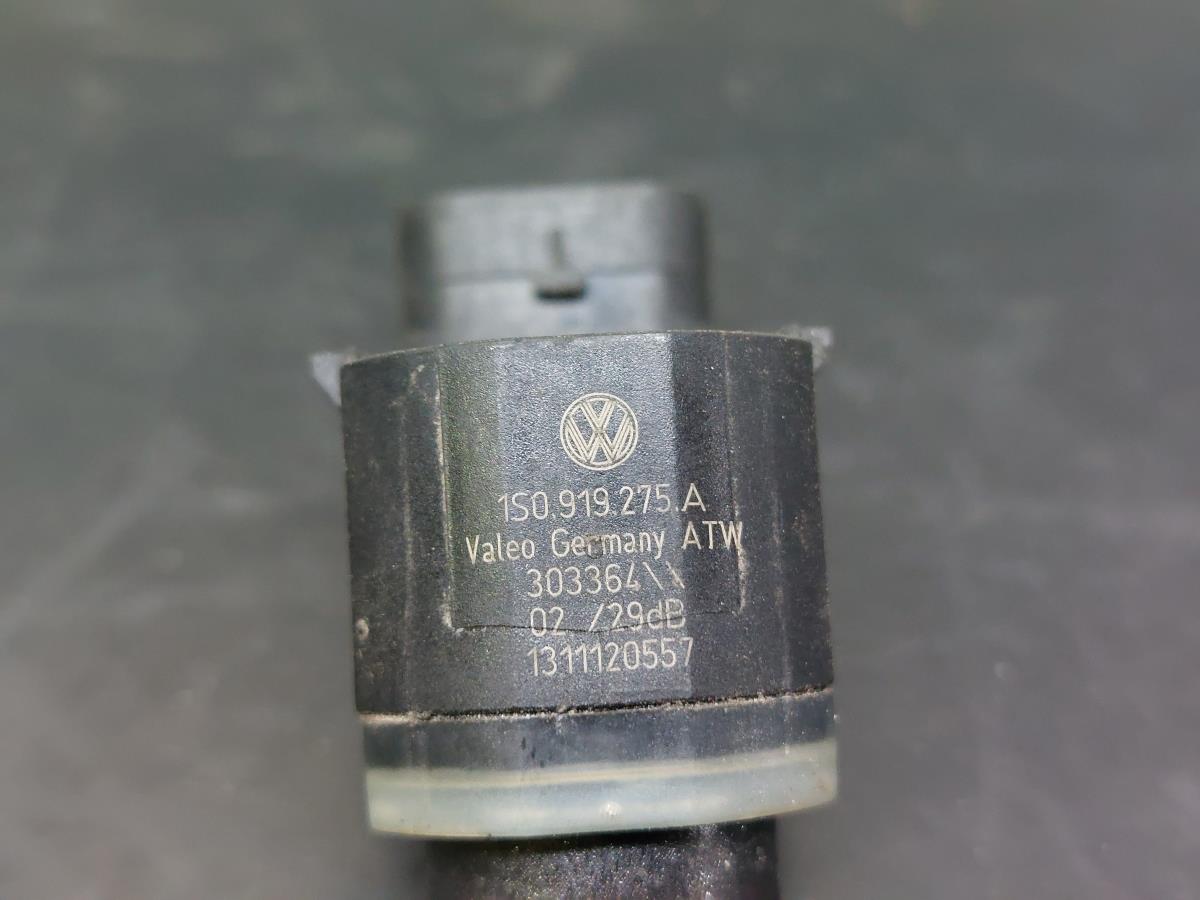 1S0.919.275.A
Valeo Germany ATW
303364\\
02 /29dB
1311120557